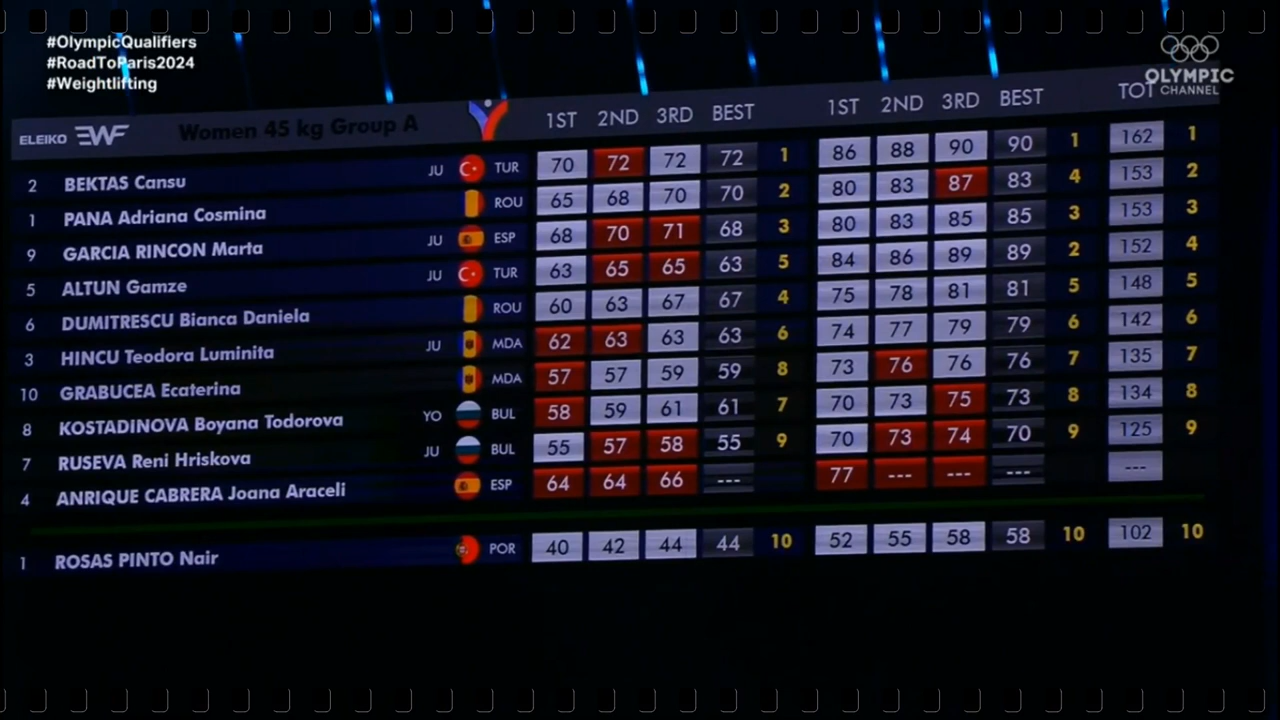 #OlympicQualifiers
#RoadToParis2024
#Weightlifting
OLYMPIC
CHANNEL
ELEIKO EWF Women 45 kg Group A 1ST 2ND 3RD BEST 1ST 2ND 3RD BEST TOT
2 BEKTAS Cansu JU TUR 70 72 72 72 1 86 88 90 90 1 162 1
1 PANA Adriana Cosmina ROU 65 68 70 70 2 80 83 87 83 4 153 2
9 GARCIA RINCON Marta JU ESP 68 70 71 68 3 80 83 85 85 3 153 3
5 ALTUN Gamze JU TUR 63 65 65 63 5 84 86 89 89 2 152 4
6 DUMITRESCU Bianca Daniela ROU 60 63 67 67 4 75 78 81 81 5 148 5
3 HINCU Teodora Luminita JU MDA 62 63 63 63 6 74 77 79 79 6 142 6
10 GRABUCEA Ecaterina MDA 57 57 59 59 8 73 76 76 76 7 135 7
8 KOSTADINOVA Boyana Todorova YO BUL 58 59 61 61 7 70 73 75 73 8 134 8
7 RUSEVA Reni Hriskova JU BUL 55 57 58 55 9 70 73 74 70 9 125 9
4 ANRIQUE CABRERA Joana Araceli ESP 64 64 66 --- 77 --- --- --- ---
1 ROSAS PINTO Nair POR 40 42 44 44 10 52 55 58 58 10 102 10